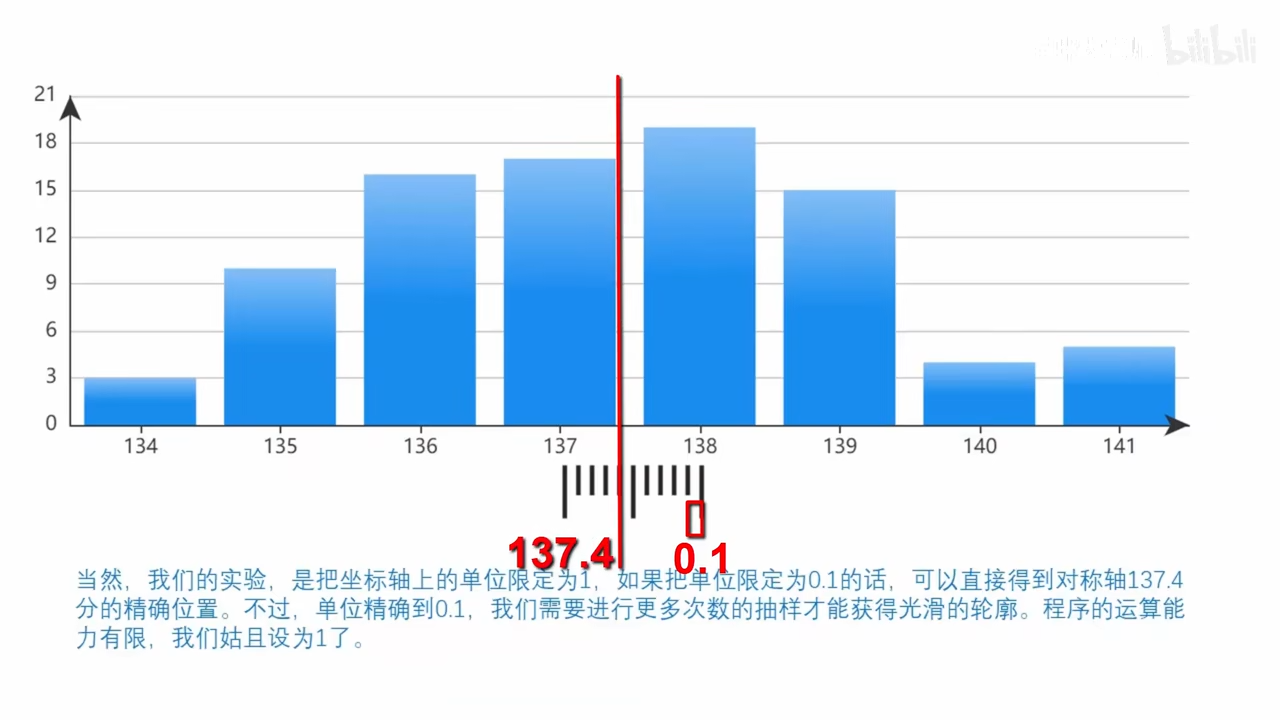 bilibili
21
18
15
12
9
6
3
0
134 135 136 137 138 139 140 141
137.4
0.1
当然，我们的实验，是把坐标轴上的单位限定为1，如果把单位限定为0.1的话，可以直接得到对称轴137.4
分的精确位置。不过，单位精确到0.1，我们需要进行更多次数的抽样才能获得光滑的轮廓。程序的运算能
力有限，我们姑且设为1了。